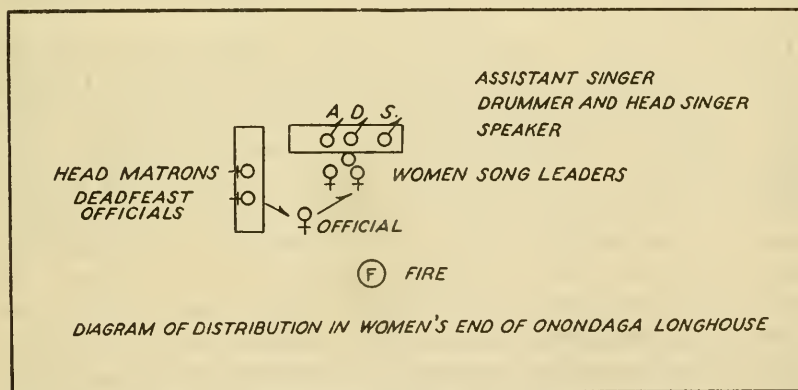 ASSISTANT SINGER
DRUMMER AND HEAD SINGER
SPEAKER
A D S.
HEAD MATRONS
DEADFEAST
OFFICIALS
WOMEN SONG LEADERS
OFFICIAL
F FIRE
DIAGRAM OF DISTRIBUTION IN WOMEN'S END OF ONONDAGA LONGHOUSE